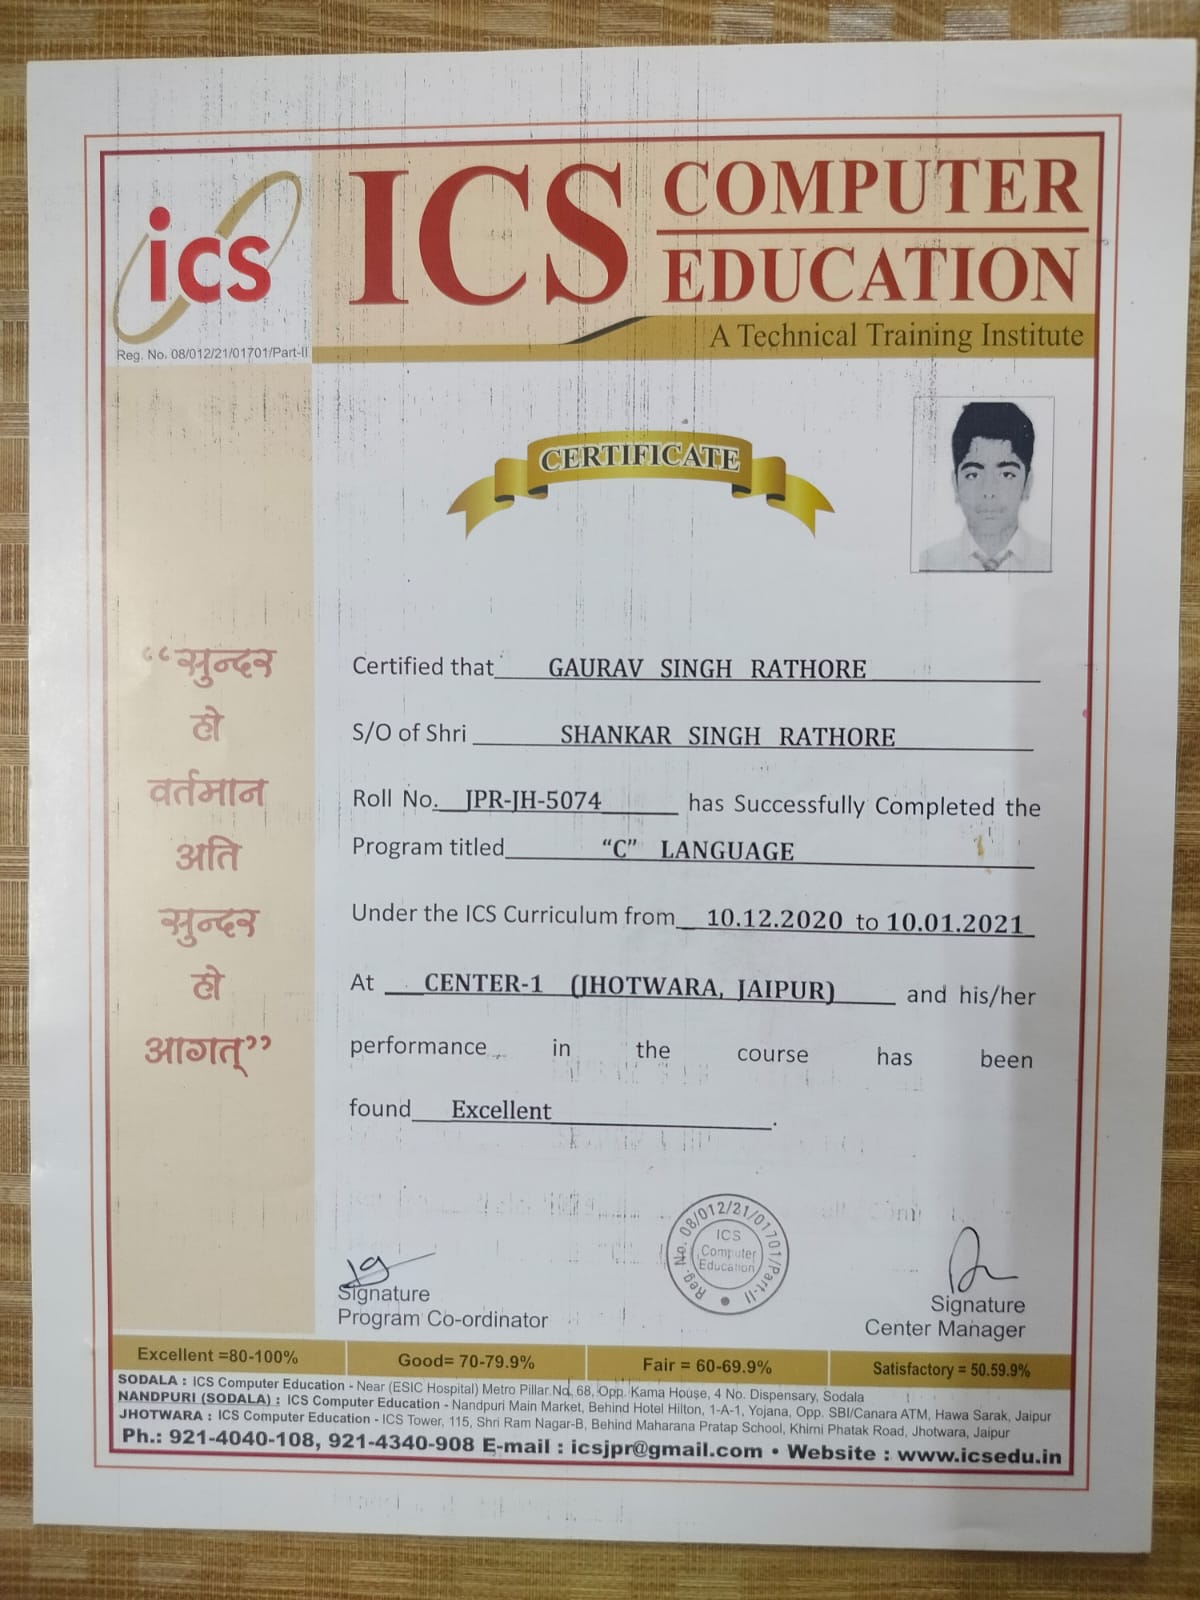 ics
ICS COMPUTER
EDUCATION
A Technical Training Institute
Reg. No. 08/012/21/01701/Part-II
CERTIFICATE
“सुन्दर
हो
वर्तमान
अति
सुन्दर
हो
आगत्”
Certified that GAURAV SINGH RATHORE
S/O of Shri SHANKAR SINGH RATHORE
Roll No. JPR-JH-5074 has Successfully Completed the
Program titled “C” LANGUAGE
Under the ICS Curriculum from 10.12.2020 to 10.01.2021
At CENTER-1 (JHOTWARA, JAIPUR) and his/her
performance in the course has been
found Excellent.
Reg. No. 08/012/21/01701/Part-II
ICS
Computer
Education
Signature
Program Co-ordinator
Signature
Center Manager
Excellent =80-100% Good= 70-79.9% Fair = 60-69.9% Satisfactory = 50.59.9%
SODALA : ICS Computer Education - Near (ESIC Hospital) Metro Pillar No. 68, Opp. Kama House, 4 No. Dispensary, Sodala
NANDPURI (SODALA) : ICS Computer Education - Nandpuri Main Market, Behind Hotel Hilton, 1-A-1, Yojana, Opp. SBI/Canara ATM, Hawa Sarak, Jaipur
JHOTWARA : ICS Computer Education - ICS Tower, 115, Shri Ram Nagar-B, Behind Maharana Pratap School, Khirni Phatak Road, Jhotwara, Jaipur
Ph.: 921-4040-108, 921-4340-908 E-mail : icsjpr@gmail.com • Website : www.icsedu.in